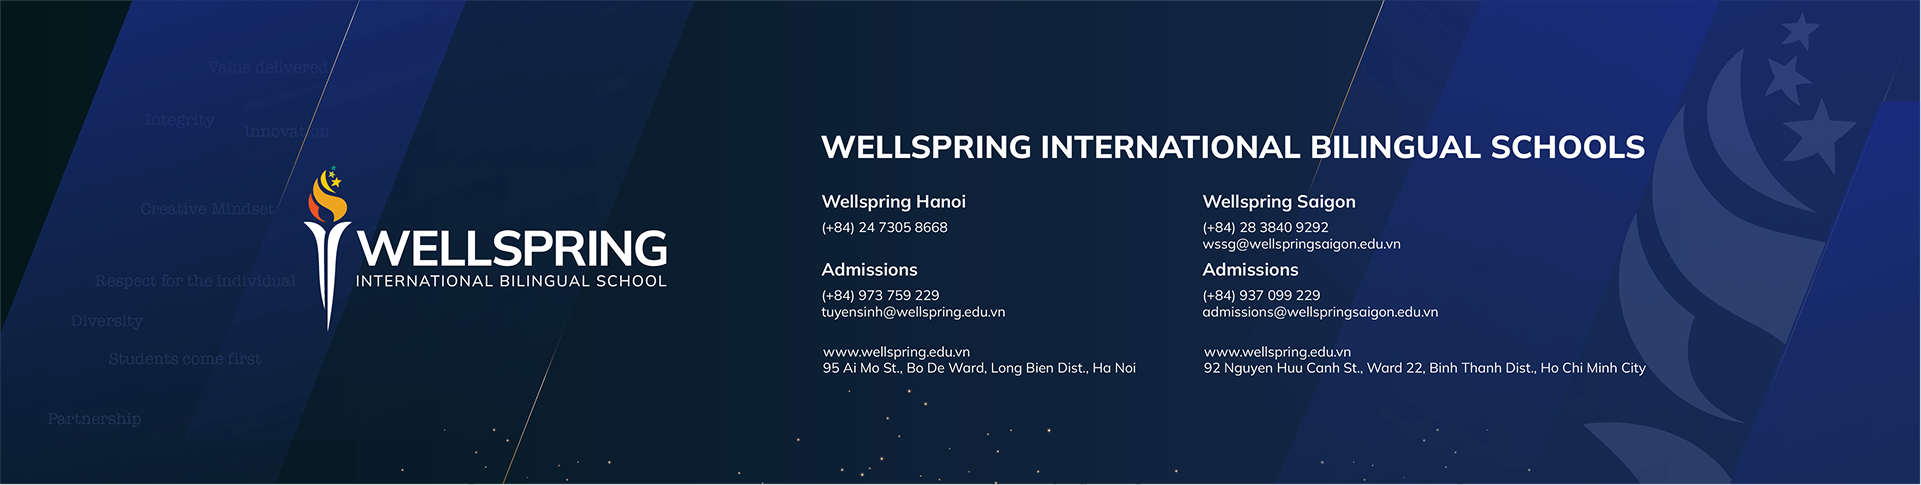 Value delivered
Integrity
Innovation
Creative Mindset
Respect for the individual
Diversity
Students come first
Partnership
WELLSPRING
INTERNATIONAL BILINGUAL SCHOOL
WELLSPRING INTERNATIONAL BILINGUAL SCHOOLS
Wellspring Hanoi
(+84) 24 7305 8668
Admissions
(+84) 973 759 229
tuyensinh@wellspring.edu.vn
www.wellspring.edu.vn
95 Ai Mo St., Bo De Ward, Long Bien Dist., Ha Noi
Wellspring Saigon
(+84) 28 3840 9292
wssg@wellspringsaigon.edu.vn
Admissions
(+84) 937 099 229
admissions@wellspringsaigon.edu.vn
www.wellspring.edu.vn
92 Nguyen Huu Canh St., Ward 22, Binh Thanh Dist., Ho Chi Minh City